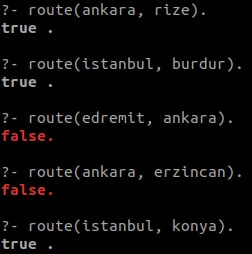 ?- route(ankara, rize).
true .
?- route(istanbul, burdur).
true .
?- route(edremit, ankara).
false.
?- route(ankara, erzincan).
false.
?- route(istanbul, konya).
true .